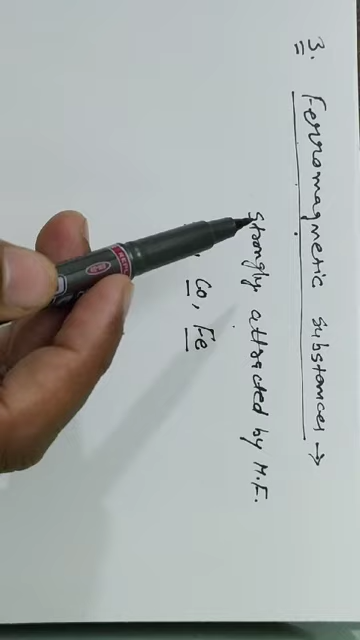 3. Ferromagnetic substances →
Strongly attracted by M.F.
, Co, Fe